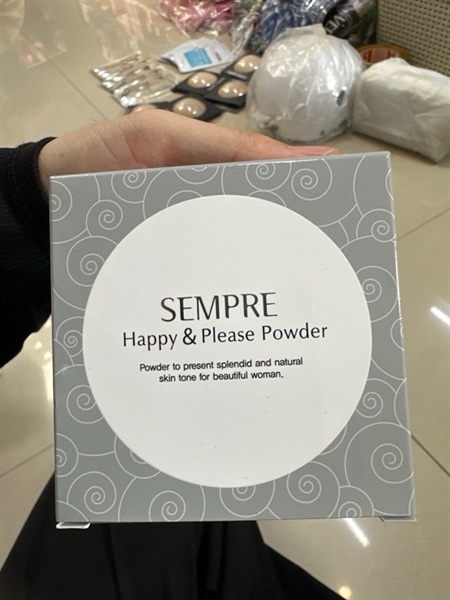 SEMPRE
Happy & Please Powder
Powder to present splendid and natural
skin tone for beautiful woman.